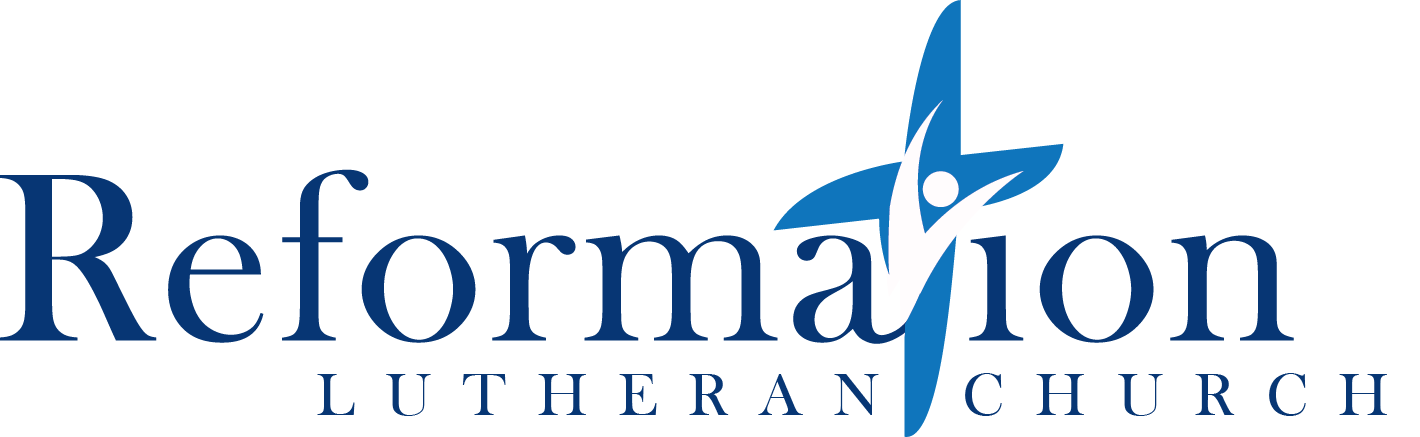 Reformation
LUTHERAN CHURCH